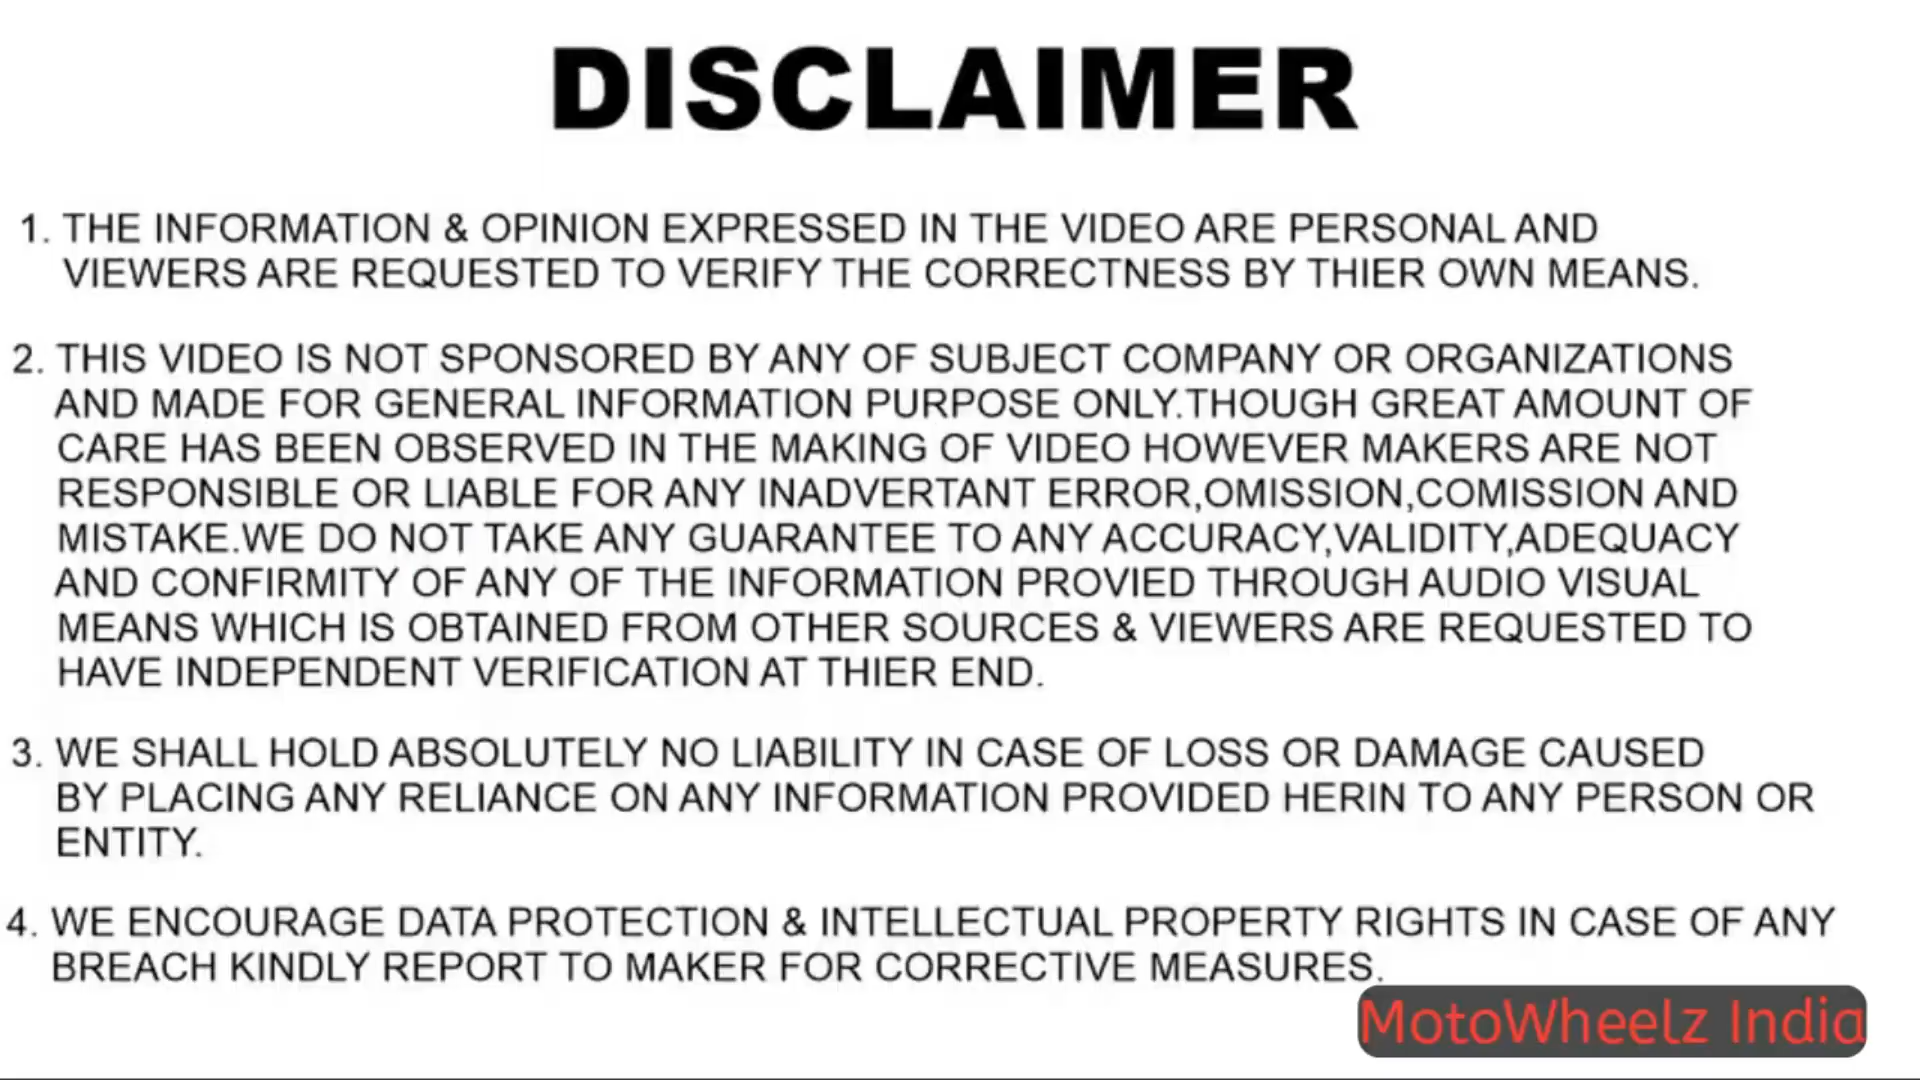 DISCLAIMER
1. THE INFORMATION & OPINION EXPRESSED IN THE VIDEO ARE PERSONAL AND
VIEWERS ARE REQUESTED TO VERIFY THE CORRECTNESS BY THIER OWN MEANS.
2. THIS VIDEO IS NOT SPONSORED BY ANY OF SUBJECT COMPANY OR ORGANIZATIONS
AND MADE FOR GENERAL INFORMATION PURPOSE ONLY.THOUGH GREAT AMOUNT OF
CARE HAS BEEN OBSERVED IN THE MAKING OF VIDEO HOWEVER MAKERS ARE NOT
RESPONSIBLE OR LIABLE FOR ANY INADVERTANT ERROR,OMISSION,COMISSION AND
MISTAKE.WE DO NOT TAKE ANY GUARANTEE TO ANY ACCURACY,VALIDITY,ADEQUACY
AND CONFIRMITY OF ANY OF THE INFORMATION PROVIED THROUGH AUDIO VISUAL
MEANS WHICH IS OBTAINED FROM OTHER SOURCES & VIEWERS ARE REQUESTED TO
HAVE INDEPENDENT VERIFICATION AT THIER END.
3. WE SHALL HOLD ABSOLUTELY NO LIABILITY IN CASE OF LOSS OR DAMAGE CAUSED
BY PLACING ANY RELIANCE ON ANY INFORMATION PROVIDED HERIN TO ANY PERSON OR
ENTITY.
4. WE ENCOURAGE DATA PROTECTION & INTELLECTUAL PROPERTY RIGHTS IN CASE OF ANY
BREACH KINDLY REPORT TO MAKER FOR CORRECTIVE MEASURES.
MotoWheelz India